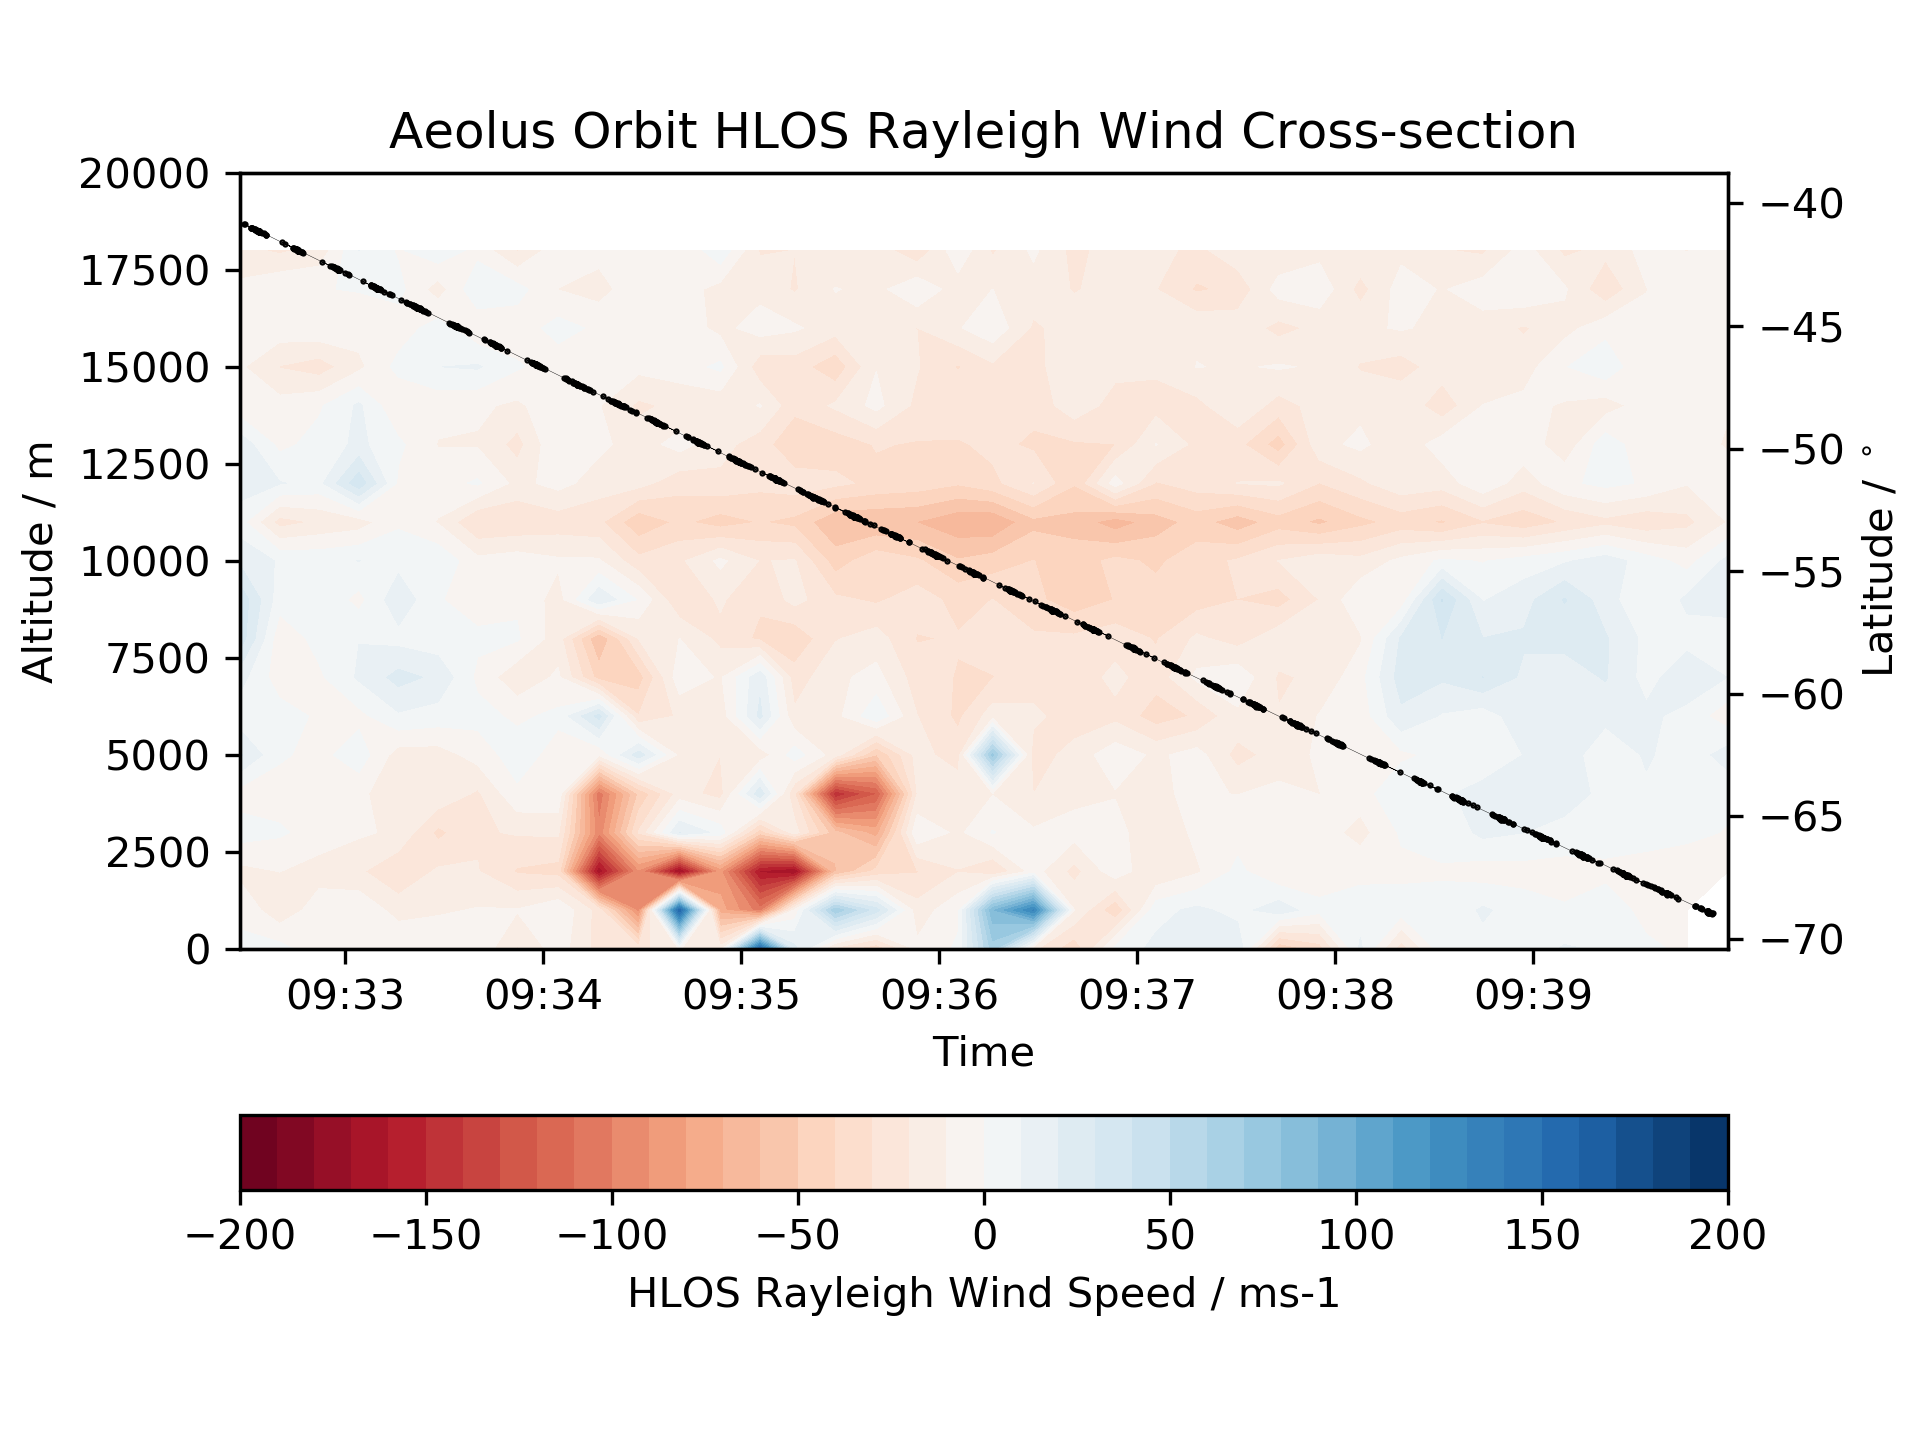 Aeolus Orbit HLOS Rayleigh Wind Cross-section
20000
17500
15000
12500
10000
7500
5000
2500
0
Altitude / m
−40
−45
−50
−55
−60
−65
−70
Latitude / °
09:33 09:34 09:35 09:36 09:37 09:38 09:39
Time
−200 −150 −100 −50 0 50 100 150 200
HLOS Rayleigh Wind Speed / ms-1